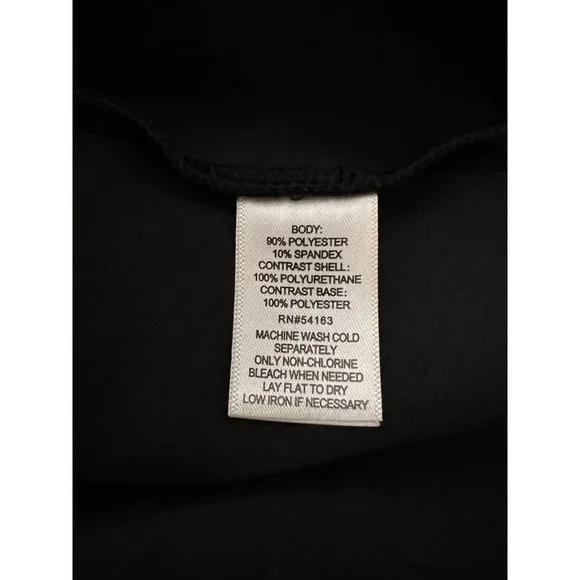 BODY:
90% POLYESTER
10% SPANDEX
CONTRAST SHELL:
100% POLYURETHANE
CONTRAST BASE:
100% POLYESTER
RN#54163
MACHINE WASH COLD
SEPARATELY
ONLY NON-CHLORINE
BLEACH WHEN NEEDED
LAY FLAT TO DRY
LOW IRON IF NECESSARY